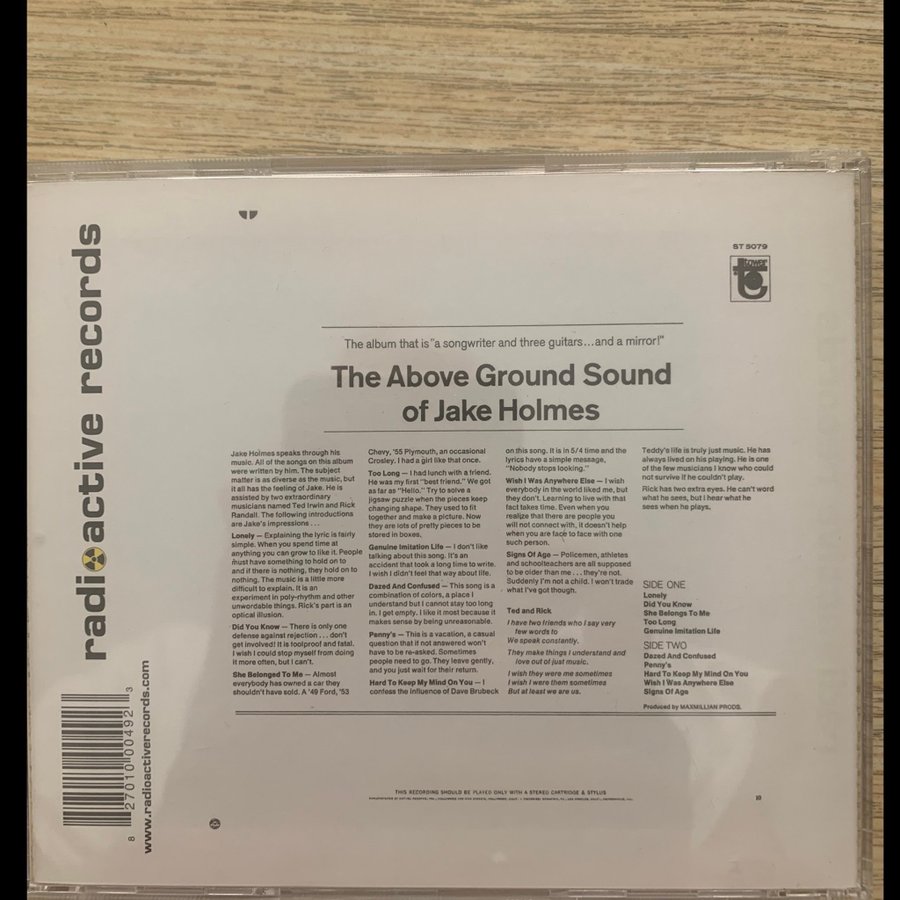 radioactive records
www.radioactiverecords.com
8 27010 00492 3
ST 5079
tower
The album that is "a songwriter and three guitars...and a mirror!"
The Above Ground Sound
of Jake Holmes
Jake Holmes speaks through his
music. All of the songs on this album
were written by him. The subject
matter is as diverse as the music, but
it all has the feeling of Jake. He is
assisted by two extraordinary
musicians named Ted Irwin and Rick
Randall. The following introductions
are Jake's impressions . . .
Lonely — Explaining the lyric is fairly
simple. When you spend time at
anything you can grow to like it. People
must have something to hold on to
and if there is nothing, they hold on to
nothing. The music is a little more
difficult to explain. It is an
experiment in poly-rhythm and other
unwordable things. Rick's part is an
optical illusion.
Did You Know — There is only one
defense against rejection . . . don't
get involved! It is foolproof and fatal.
I wish I could stop myself from doing
it more often, but I can't.
She Belonged To Me — Almost
everybody has owned a car they
shouldn't have sold. A '49 Ford, '53
Chevy, '55 Plymouth, an occasional
Crosley. I had a girl like that once.
Too Long — I had lunch with a friend.
He was my first "best friend." We got
as far as "Hello." Try to solve a
jigsaw puzzle when the pieces keep
changing shape. They used to fit
together and make a picture. Now
they are lots of pretty pieces to be
stored in boxes.
Genuine Imitation Life — I don't like
talking about this song. It's an
accident that took a long time to write.
I wish I didn't feel that way about life.
Dazed And Confused — This song is a
combination of colors, a place I
understand but I cannot stay too long
in. I get empty. I like it most because it
makes sense by being unreasonable.
Penny's — This is a vacation, a casual
question that if not answered won't
have to be re-asked. Sometimes
people need to go. They leave gently,
and you just wait for their return.
Hard To Keep My Mind On You — I
confess the influence of Dave Brubeck
on this song. It is in 5/4 time and the
lyrics have a simple message,
"Nobody stops looking."
Wish I Was Anywhere Else — I wish
everybody in the world liked me, but
they don't. Learning to live with that
fact takes time. Even when you
realize that there are people you
will not connect with, it doesn't help
when you are face to face with one
such person.
Signs Of Age — Policemen, athletes
and schoolteachers are all supposed
to be older than me . . . they're not.
Suddenly I'm not a child. I won't trade
what I've got though.
Ted and Rick
I have two friends who I say very
few words to
We speak constantly.
They make things I understand and
love out of just music.
I wish they were me sometimes
I wish I were them sometimes
But at least we are us.
Teddy's life is truly just music. He has
always lived on his playing. He is one
of the few musicians I know who could
not survive if he couldn't play.
Rick has two extra eyes. He can't word
what he sees, but I hear what he
sees when he plays.
SIDE ONE
Lonely
Did You Know
She Belongs To Me
Too Long
Genuine Imitation Life
SIDE TWO
Dazed And Confused
Penny's
Hard To Keep My Mind On You
Wish I Was Anywhere Else
Signs Of Age
Produced by MAXMILLIAN PRODS.
THIS RECORDING SHOULD BE PLAYED ONLY WITH A STEREO CARTRIDGE & STYLUS